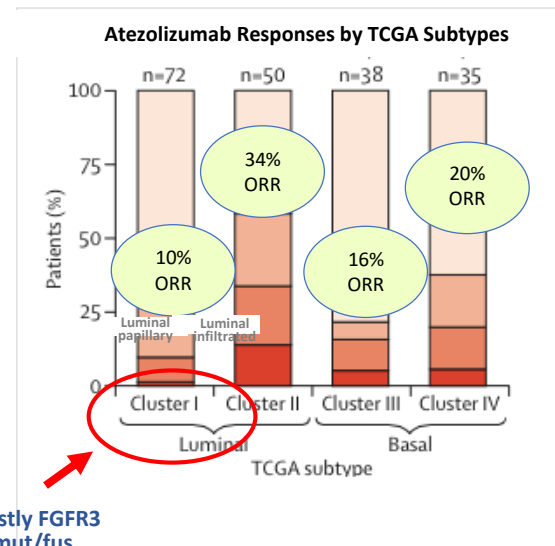 Atezolizumab Responses by TCGA Subtypes
n=72 n=50 n=38 n=35
100
75
50
25
0
Patients (%)
10%
ORR
34%
ORR
16%
ORR
20%
ORR
Luminal
papillary
Luminal
infiltrated
Cluster I Cluster II Cluster III Cluster IV
Luminal Basal
TCGA subtype
stly FGFR3
mut/fus